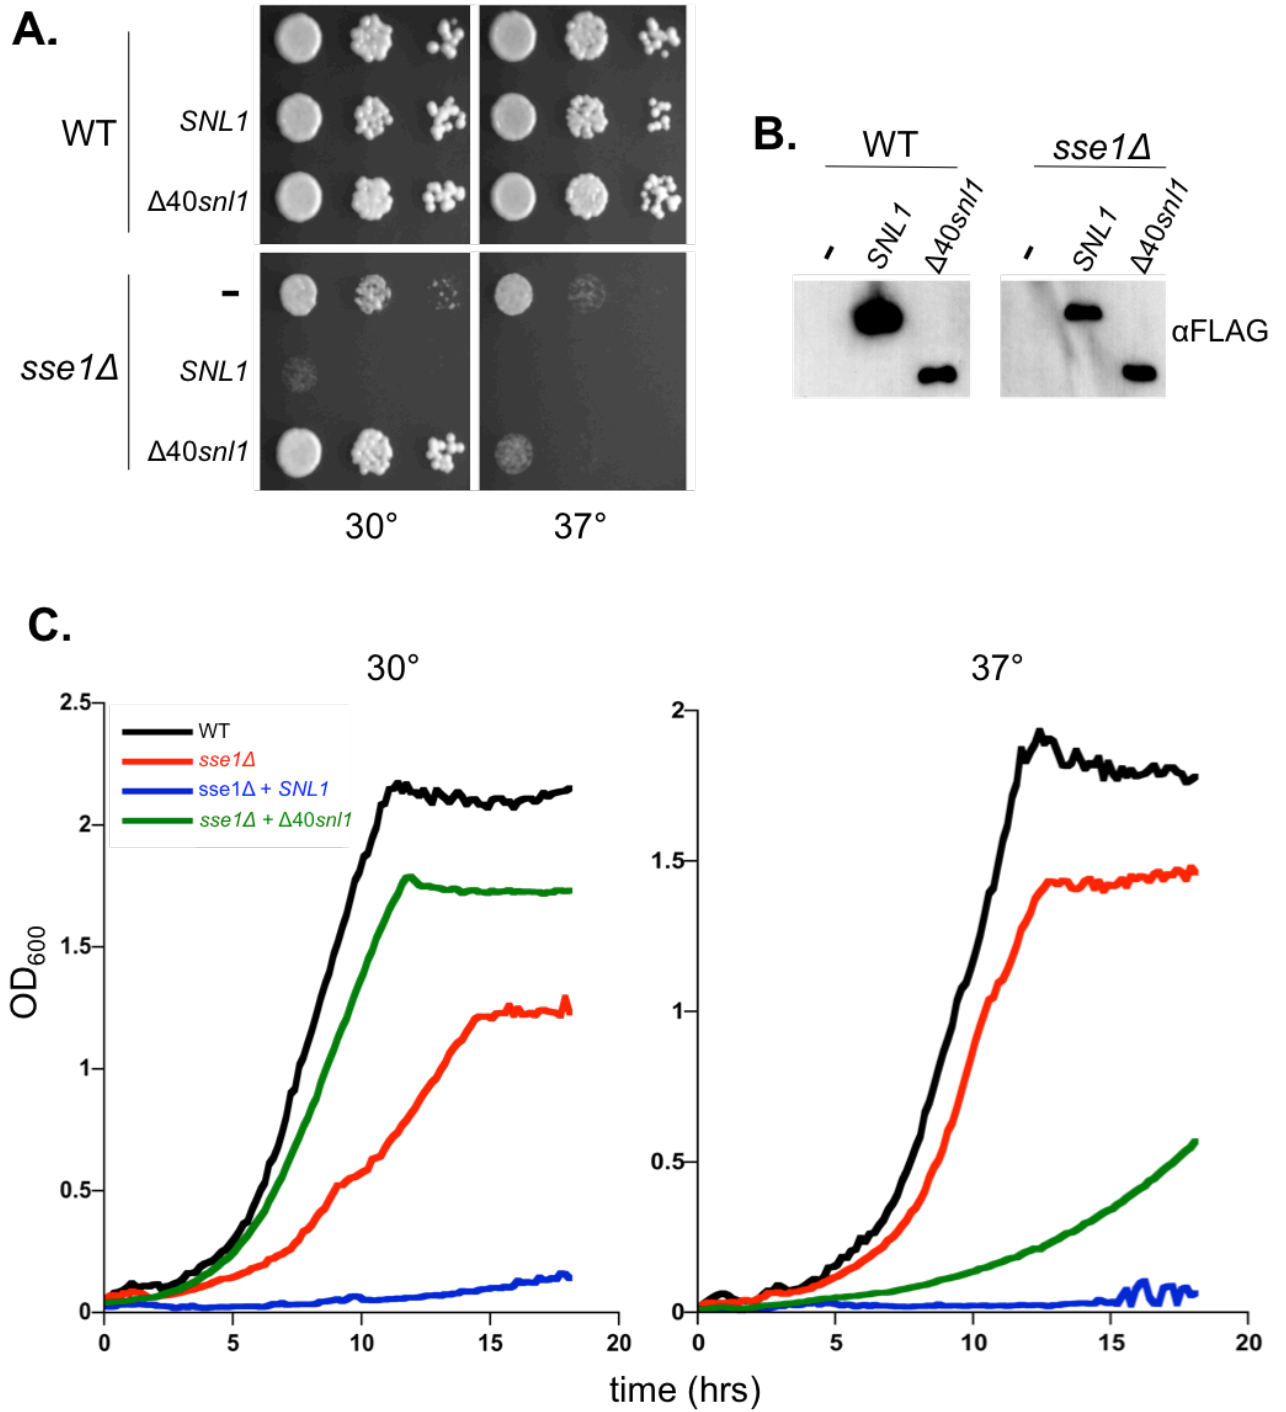 A.
WT
SNL1
Δ40snl1
sse1Δ
-
SNL1
Δ40snl1
30°
37°
B.
WT
sse1Δ
-
SNL1
Δ40snl1
-
SNL1
Δ40snl1
αFLAG
C.
30°
37°
WT
sse1Δ
sse1Δ + SNL1
sse1Δ + Δ40snl1
OD600
2.5
2
1.5
1
0.5
0
0 5 10 15 20
2
1.5
1
0.5
0
0 5 10 15 20
time (hrs)